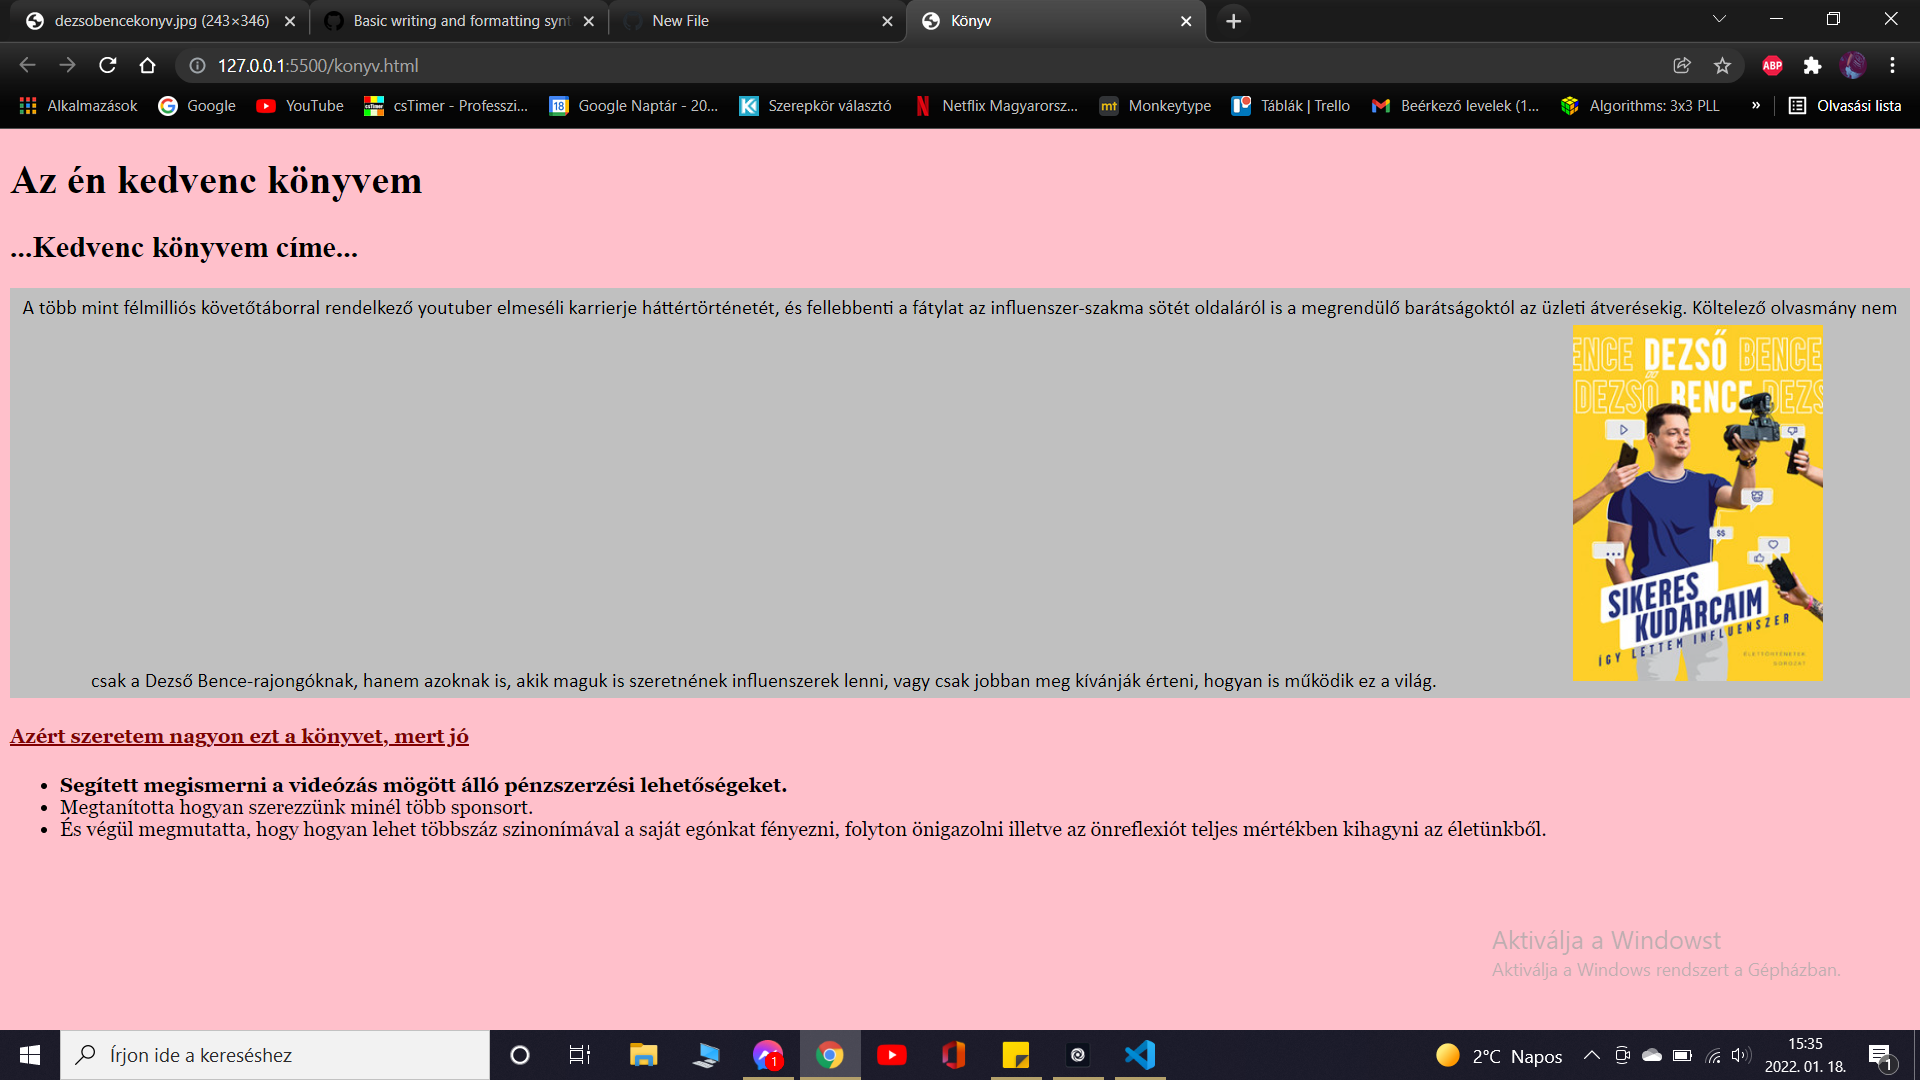 dezsobencekonyv.jpg (243×346)
Basic writing and formatting synt
New File
Könyv
127.0.0.1:5500/konyv.html
ABP
Alkalmazások
Google
YouTube
csTimer - Professzi...
18
Google Naptár - 20...
Szerepkör választó
Netflix Magyarorsz...
mt
Monkeytype
Táblák | Trello
Beérkező levelek (1...
Algorithms: 3x3 PLL
»
Olvasási lista
Az én kedvenc könyvem
...Kedvenc könyvem címe...
A több mint félmilliós követőtáborral rendelkező youtuber elmeséli karrierje háttértörténetét, és fellebbenti a fátylat az influenszer-szakma sötét oldaláról is a megrendülő barátságoktól az üzleti átverésekig. Költelező olvasmány nem
ENCE DEZSŐ BENCE
DEZSŐ BENCE DEZS
$$
SIKERES
KUDARCAIM
ÍGY LETTEM INFLUENSZER
ÉLETTÖRTÉNETEK
SOROZAT
csak a Dezső Bence-rajongóknak, hanem azoknak is, akik maguk is szeretnének influenszerek lenni, vagy csak jobban meg kívánják érteni, hogyan is működik ez a világ.
Azért szeretem nagyon ezt a könyvet, mert jó
• Segített megismerni a videózás mögött álló pénzszerzési lehetőségeket.
• Megtanította hogyan szerezzünk minél több sponsort.
• És végül megmutatta, hogy hogyan lehet többszáz szinonímával a saját egónkat fényezni, folyton önigazolni illetve az önreflexiót teljes mértékben kihagyni az életünkből.
Aktiválja a Windowst
Aktiválja a Windows rendszert a Gépházban.
Írjon ide a kereséshez
1
2°C Napos
15:35
2022. 01. 18.
1